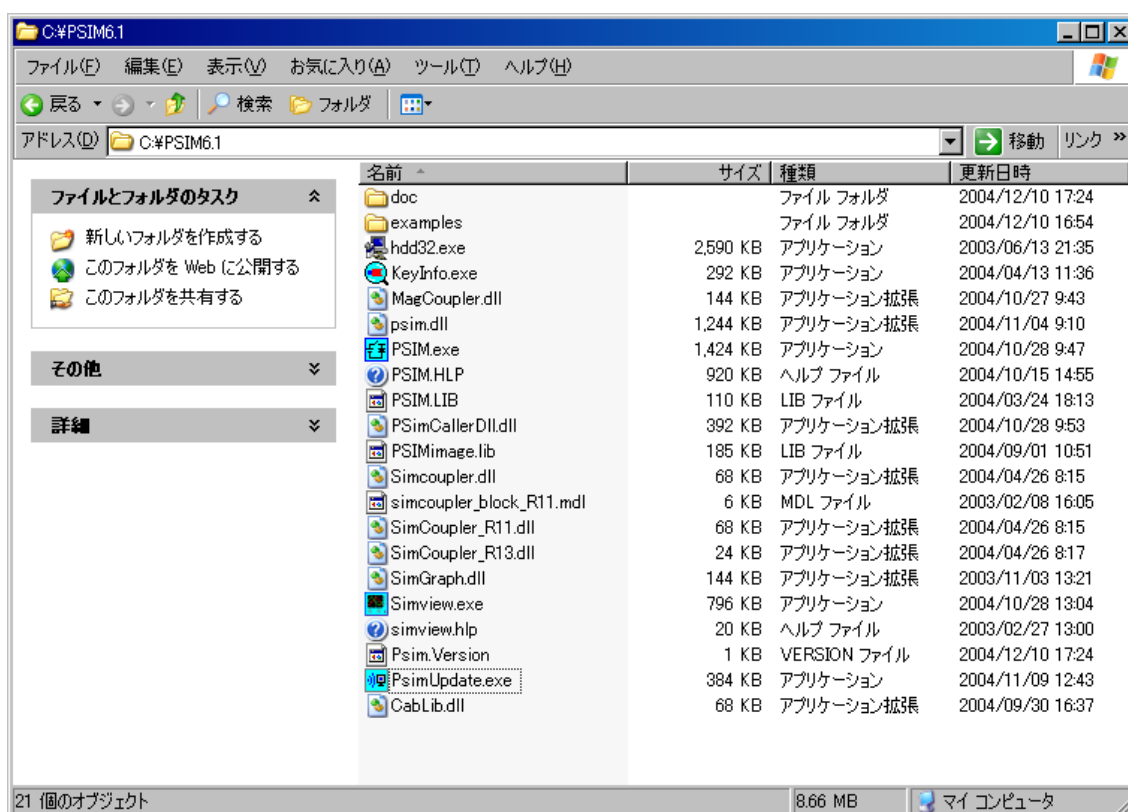 C:¥PSIM6.1
ファイル(F) 編集(E) 表示(V) お気に入り(A) ツール(T) ヘルプ(H)
戻る 検索 フォルダ
アドレス(D) C:¥PSIM6.1 移動 リンク »
ファイルとフォルダのタスク
新しいフォルダを作成する
このフォルダを Web に公開する
このフォルダを共有する
その他
詳細
名前 サイズ 種類 更新日時
doc ファイル フォルダ 2004/12/10 17:24
examples ファイル フォルダ 2004/12/10 16:54
hdd32.exe 2,590 KB アプリケーション 2003/06/13 21:35
KeyInfo.exe 292 KB アプリケーション 2004/04/13 11:36
MagCoupler.dll 144 KB アプリケーション拡張 2004/10/27 9:43
psim.dll 1,244 KB アプリケーション拡張 2004/11/04 9:10
PSIM.exe 1,424 KB アプリケーション 2004/10/28 9:47
PSIM.HLP 920 KB ヘルプ ファイル 2004/10/15 14:55
PSIM.LIB 110 KB LIB ファイル 2004/03/24 18:13
PSimCallerDll.dll 392 KB アプリケーション拡張 2004/10/28 9:53
PSIMimage.lib 185 KB LIB ファイル 2004/09/01 10:51
Simcoupler.dll 68 KB アプリケーション拡張 2004/04/26 8:15
simcoupler_block_R11.mdl 6 KB MDL ファイル 2003/02/08 16:05
SimCoupler_R11.dll 68 KB アプリケーション拡張 2004/04/26 8:15
SimCoupler_R13.dll 24 KB アプリケーション拡張 2004/04/26 8:17
SimGraph.dll 144 KB アプリケーション拡張 2003/11/03 13:21
Simview.exe 796 KB アプリケーション 2004/10/28 13:04
simview.hlp 20 KB ヘルプ ファイル 2003/02/27 13:00
Psim.Version 1 KB VERSION ファイル 2004/12/10 17:24
PsimUpdate.exe 384 KB アプリケーション 2004/11/09 12:43
CabLib.dll 68 KB アプリケーション拡張 2004/09/30 16:37
21 個のオブジェクト 8.66 MB マイ コンピュータ